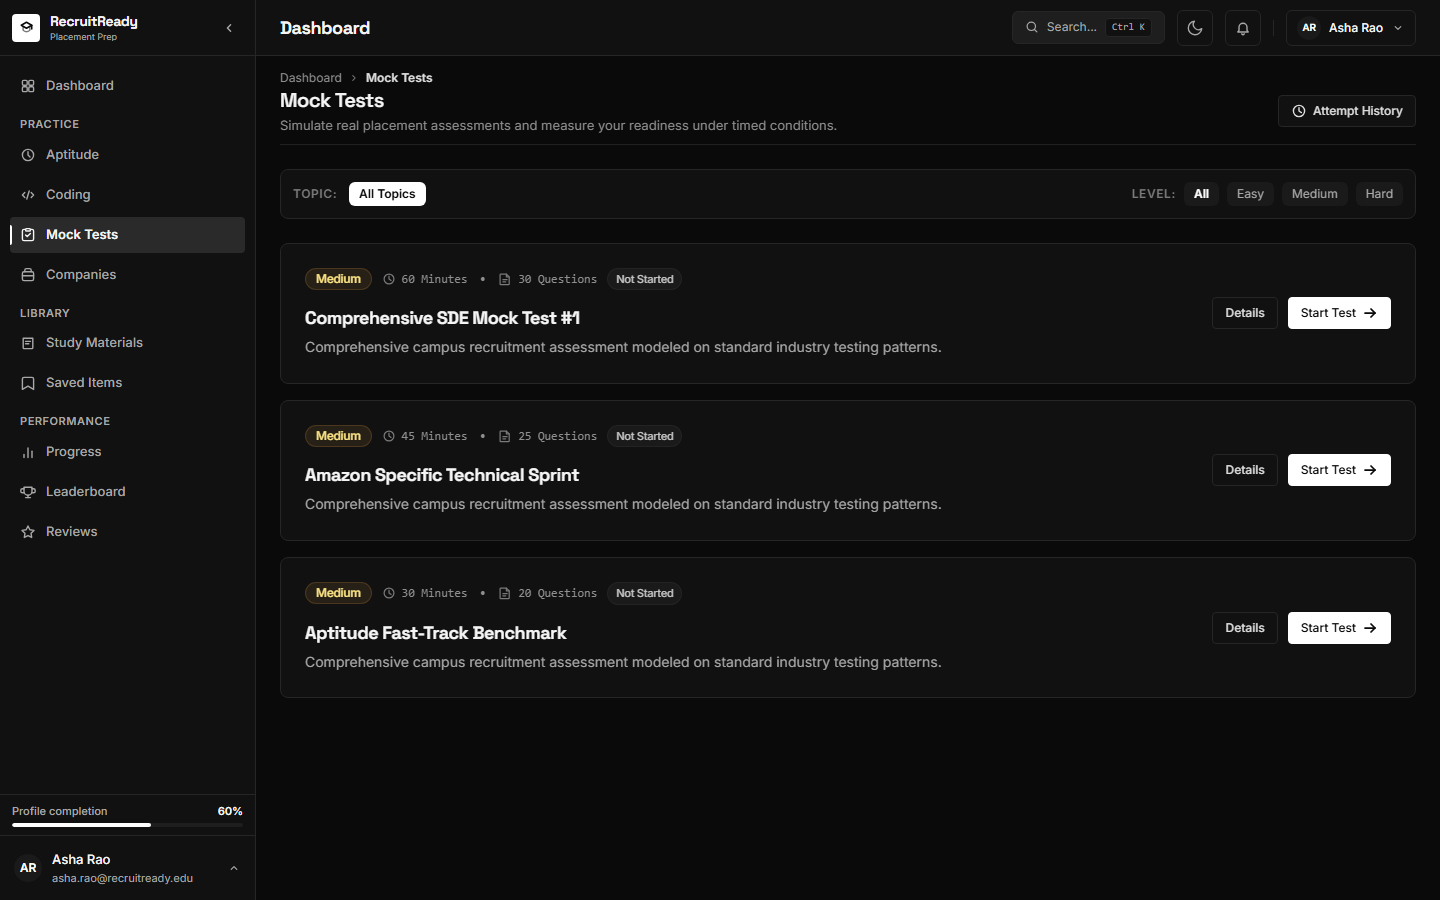 RecruitReady
Placement Prep
Dashboard
PRACTICE
Aptitude
Coding
Mock Tests
Companies
LIBRARY
Study Materials
Saved Items
PERFORMANCE
Progress
Leaderboard
Reviews
Profile completion 60%
AR Asha Rao
asha.rao@recruitready.edu
Dashboard
Search... Ctrl K
AR Asha Rao
Dashboard › Mock Tests
Mock Tests
Simulate real placement assessments and measure your readiness under timed conditions.
Attempt History
TOPIC: All Topics
LEVEL: All Easy Medium Hard
Medium 60 Minutes • 30 Questions Not Started
Comprehensive SDE Mock Test #1
Comprehensive campus recruitment assessment modeled on standard industry testing patterns.
Details Start Test →
Medium 45 Minutes • 25 Questions Not Started
Amazon Specific Technical Sprint
Comprehensive campus recruitment assessment modeled on standard industry testing patterns.
Details Start Test →
Medium 30 Minutes • 20 Questions Not Started
Aptitude Fast-Track Benchmark
Comprehensive campus recruitment assessment modeled on standard industry testing patterns.
Details Start Test →